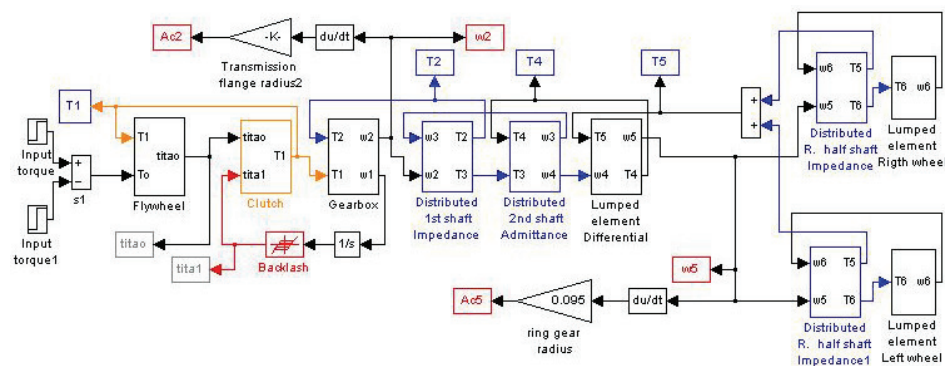 Ac2
-K-
du/dt
w2
Transmission
flange radius2
T2
T4
T5
T1
Input
torque
+
−
s1
Input
torque1
T1
To
titao
Flywheel
titao
tita1
T1
Clutch
T2
T1
w2
w1
Gearbox
w3
w2
T2
T3
Distributed
1st shaft
Impedance
T4
T3
w3
w4
Distributed
2nd shaft
Admittance
T5
w4
w5
T4
Lumped
element
Differential
+
+
w6
w5
T5
T6
Distributed
R. half shaft
Impedance
T6
w6
Lumped
element
Rigth wheel
titao
tita1
Backlash
1/s
w5
Ac5
0.095
du/dt
ring gear
radius
w6
w5
T5
T6
Distributed
R. half shaft
Impedance1
T6
w6
Lumped
element
Left wheel